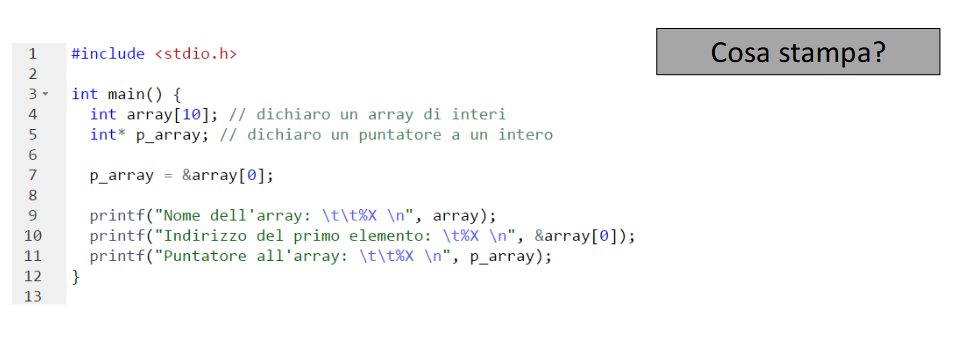 Cosa stampa?
1 #include <stdio.h>
2
3 int main() {
4 int array[10]; // dichiaro un array di interi
5 int* p_array; // dichiaro un puntatore a un intero
6
7 p_array = &array[0];
8
9 printf("Nome dell'array: \t\t%X \n", array);
10 printf("Indirizzo del primo elemento: \t%X \n", &array[0]);
11 printf("Puntatore all'array: \t\t%X \n", p_array);
12 }
13